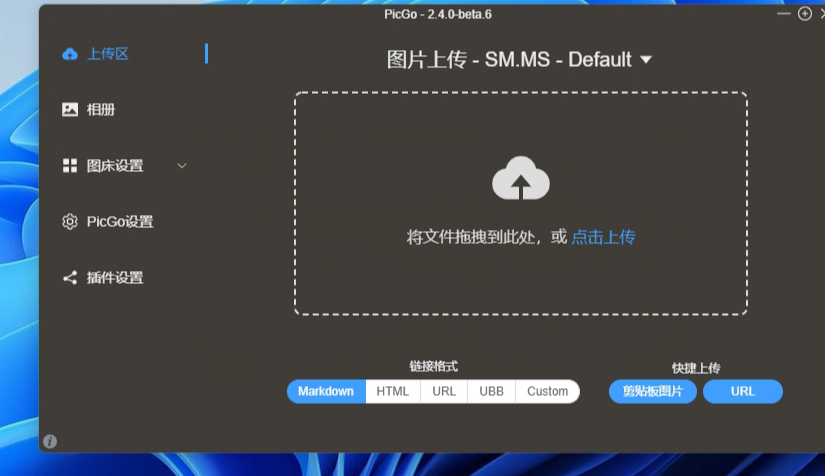 PicGo - 2.4.0-beta.6
上传区
相册
图床设置
PicGo设置
插件设置
图片上传 - SM.MS - Default
将文件拖拽到此处，或 点击上传
链接格式
Markdown HTML URL UBB Custom
快捷上传
剪贴板图片 URL